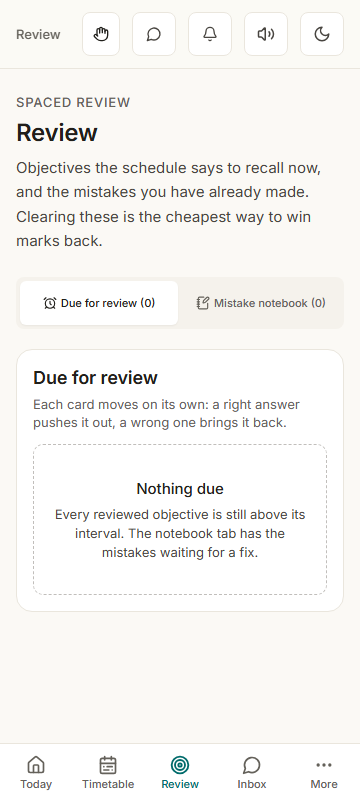 Review
SPACED REVIEW
Review
Objectives the schedule says to recall now,
and the mistakes you have already made.
Clearing these is the cheapest way to win
marks back.
Due for review (0)
Mistake notebook (0)
Due for review
Each card moves on its own: a right answer
pushes it out, a wrong one brings it back.
Nothing due
Every reviewed objective is still above its
interval. The notebook tab has the
mistakes waiting for a fix.
Today
Timetable
Review
Inbox
More